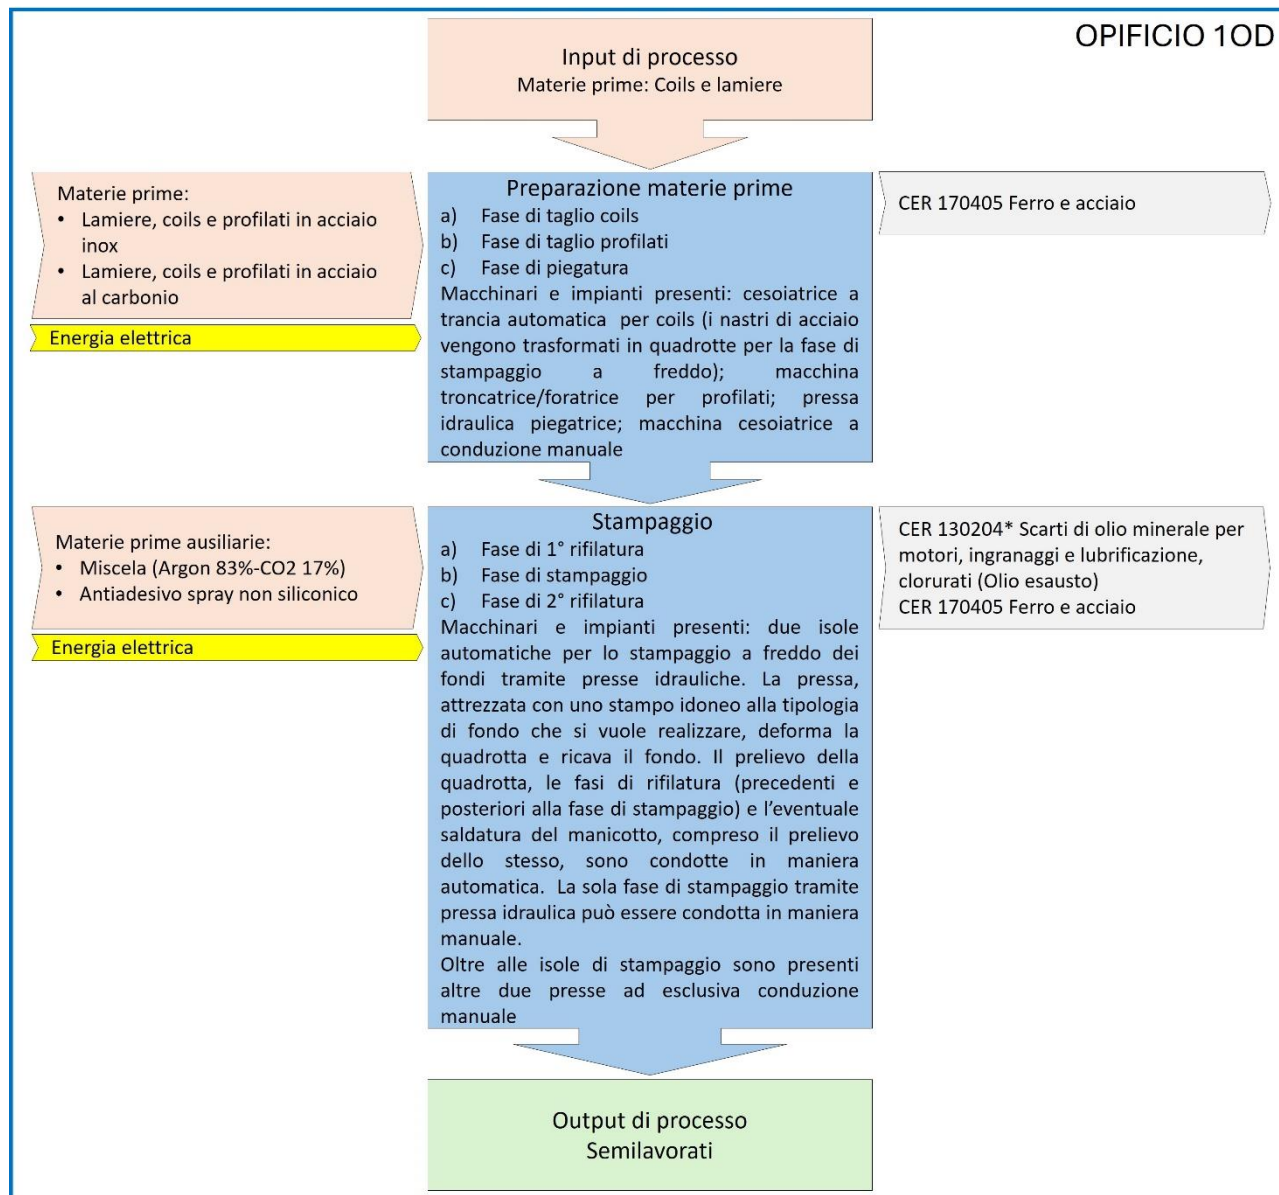 OPIFICIO 1OD
Input di processo
Materie prime: Coils e lamiere
Materie prime:
• Lamiere, coils e profilati in acciaio
inox
• Lamiere, coils e profilati in acciaio
al carbonio
Energia elettrica
Preparazione materie prime
a) Fase di taglio coils
b) Fase di taglio profilati
c) Fase di piegatura
Macchinari e impianti presenti: cesoiatrice a
trancia automatica per coils (i nastri di acciaio
vengono trasformati in quadrotte per la fase di
stampaggio a freddo); macchina
troncatrice/foratrice per profilati; pressa
idraulica piegatrice; macchina cesoiatrice a
conduzione manuale
CER 170405 Ferro e acciaio
Materie prime ausiliarie:
• Miscela (Argon 83%-CO2 17%)
• Antiadesivo spray non siliconico
Energia elettrica
Stampaggio
a) Fase di 1° rifilatura
b) Fase di stampaggio
c) Fase di 2° rifilatura
Macchinari e impianti presenti: due isole
automatiche per lo stampaggio a freddo dei
fondi tramite presse idrauliche. La pressa,
attrezzata con uno stampo idoneo alla tipologia
di fondo che si vuole realizzare, deforma la
quadrotta e ricava il fondo. Il prelievo della
quadrotta, le fasi di rifilatura (precedenti e
posteriori alla fase di stampaggio) e l'eventuale
saldatura del manicotto, compreso il prelievo
dello stesso, sono condotte in maniera
automatica. La sola fase di stampaggio tramite
pressa idraulica può essere condotta in maniera
manuale.
Oltre alle isole di stampaggio sono presenti
altre due presse ad esclusiva conduzione
manuale
CER 130204* Scarti di olio minerale per
motori, ingranaggi e lubrificazione,
clorurati (Olio esausto)
CER 170405 Ferro e acciaio
Output di processo
Semilavorati